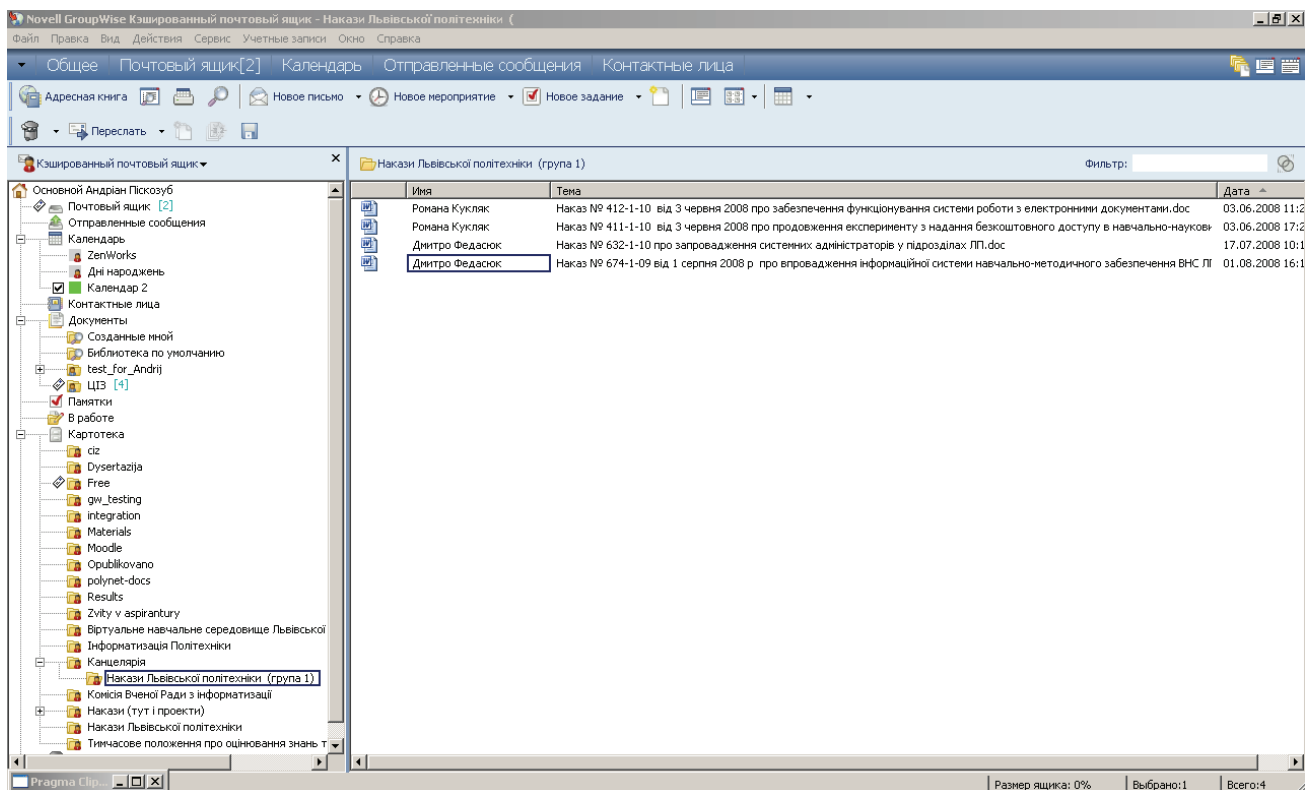 Novell GroupWise Кэшированный почтовый ящик - Накази Львівської політехніки (
Файл Правка Вид Действия Сервис Учетные записи Окно Справка
Общее Почтовый ящик[2] Календарь Отправленные сообщения Контактные лица
Адресная книга Новое письмо Новое мероприятие Новое задание
Переслать
Кэшированный почтовый ящик
Накази Львівської політехніки (група 1) Фильтр:
Основной Андріан Піскозуб
Почтовый ящик [2]
Отправленные сообщения
Календарь
ZenWorks
Дні народжень
Календар 2
Контактные лица
Документы
Созданные мной
Библиотека по умолчанию
test_for_Andrij
ЦІЗ [4]
Памятки
В работе
Картотека
ciz
Dysertazija
Free
gw_testing
integration
Materials
Moodle
Opublikovano
polynet-docs
Results
Zvity v aspirantury
Віртуальне навчальне середовище Львівської
Інформатизація Політехніки
Канцелярія
Накази Львівської політехніки (група 1)
Комісія Вченої Ради з інформатизації
Накази (тут і проекти)
Накази Львівської політехніки
Тимчасове положення про оцінювання знань т
Имя Тема Дата
Романа Кукляк Наказ № 412-1-10 від 3 червня 2008 про забезпечення функціонування системи роботи з електронними документами.doc 03.06.2008 11:2
Романа Кукляк Наказ № 411-1-10 від 3 червня 2008 про продовження експерименту з надання безкоштовного доступу в навчально-наукови 03.06.2008 17:2
Дмитро Федасюк Наказ № 632-1-10 про запровадження системних адміністраторів у підрозділах ЛП.doc 17.07.2008 10:1
Дмитро Федасюк Наказ № 674-1-09 від 1 серпня 2008 р про впровадження інформаційної системи навчально-методичного забезпечення ВНС ЛГ 01.08.2008 16:1
Pragma Clip...
Размер ящика: 0% Выбрано:1 Всего:4